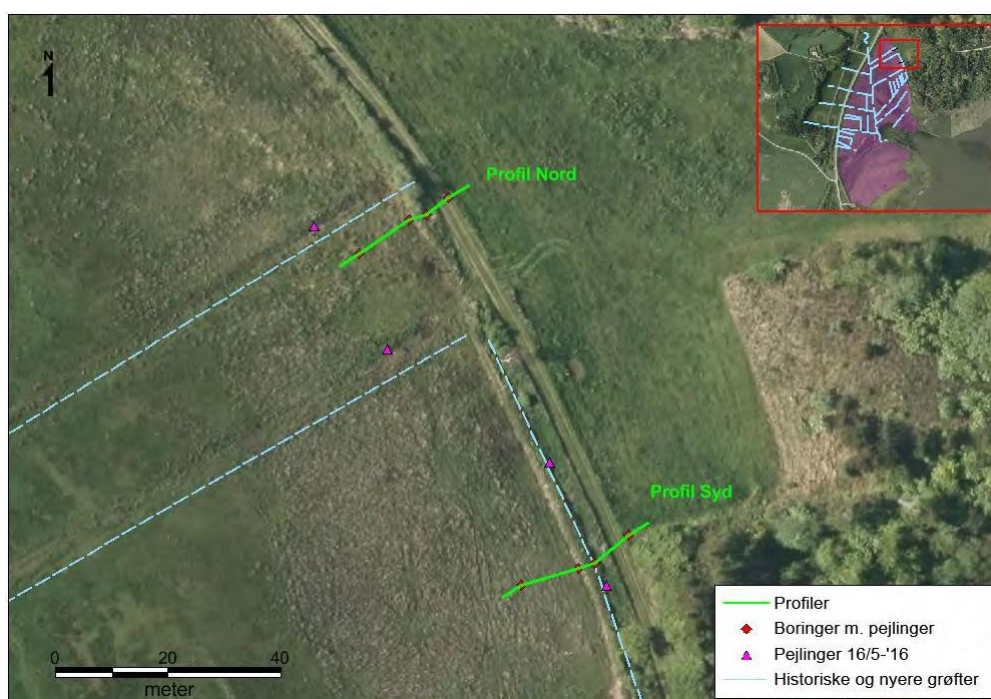 N
Profil Nord
Profil Syd
0 20 40
meter
Profiler
Boringer m. pejlinger
Pejlinger 16/5-'16
Historiske og nyere grøfter